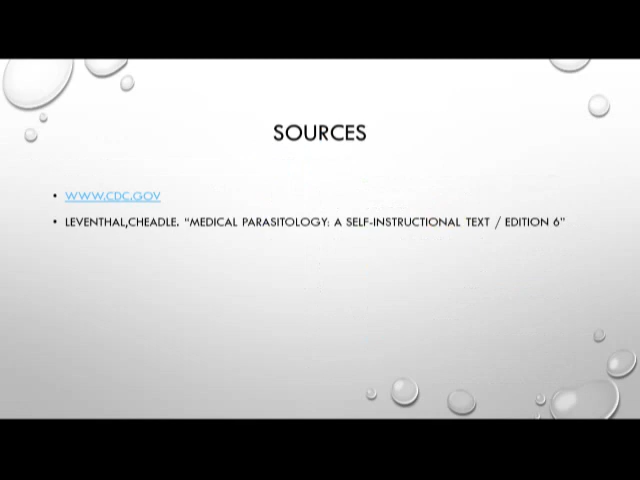 SOURCES
• WWW.CDC.GOV
• LEVENTHAL,CHEADLE. "MEDICAL PARASITOLOGY: A SELF-INSTRUCTIONAL TEXT / EDITION 6"